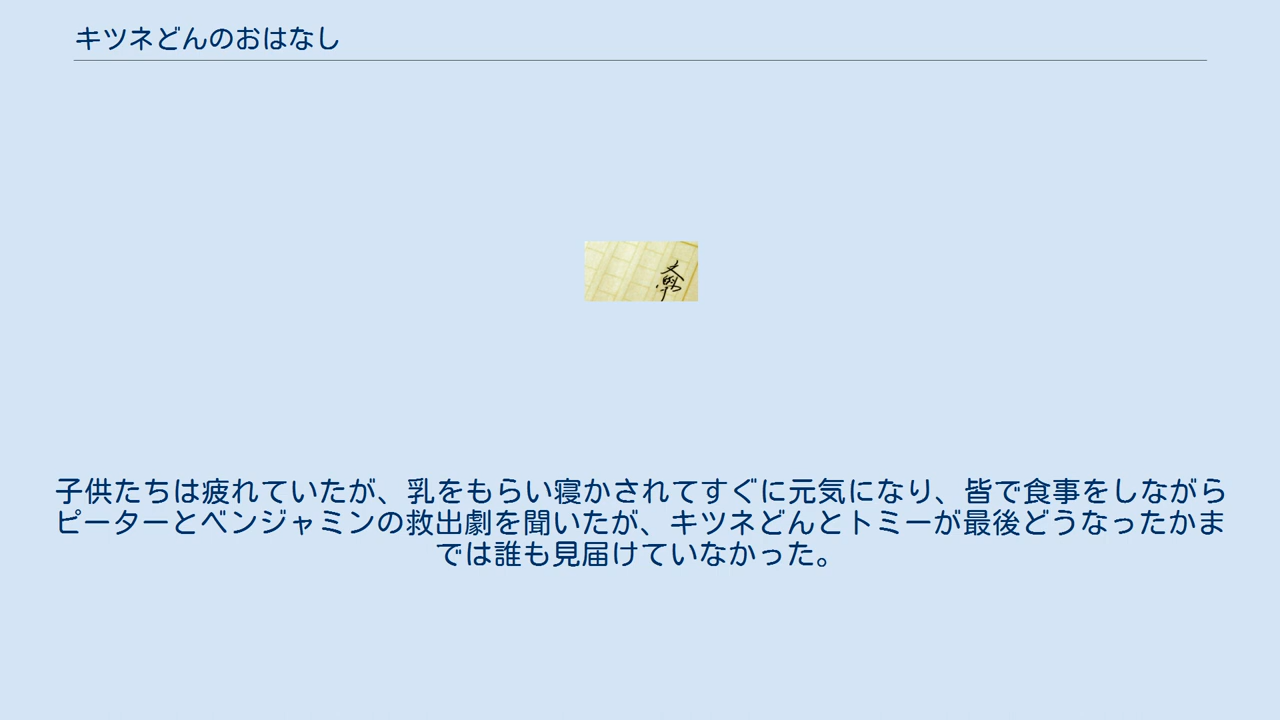 キツネどんのおはなし
子供たちは疲れていたが、乳をもらい寝かされてすぐに元気になり、皆で食事をしながら
ピーターとベンジャミンの救出劇を聞いたが、キツネどんとトミーが最後どうなったかま
では誰も見届けていなかった。